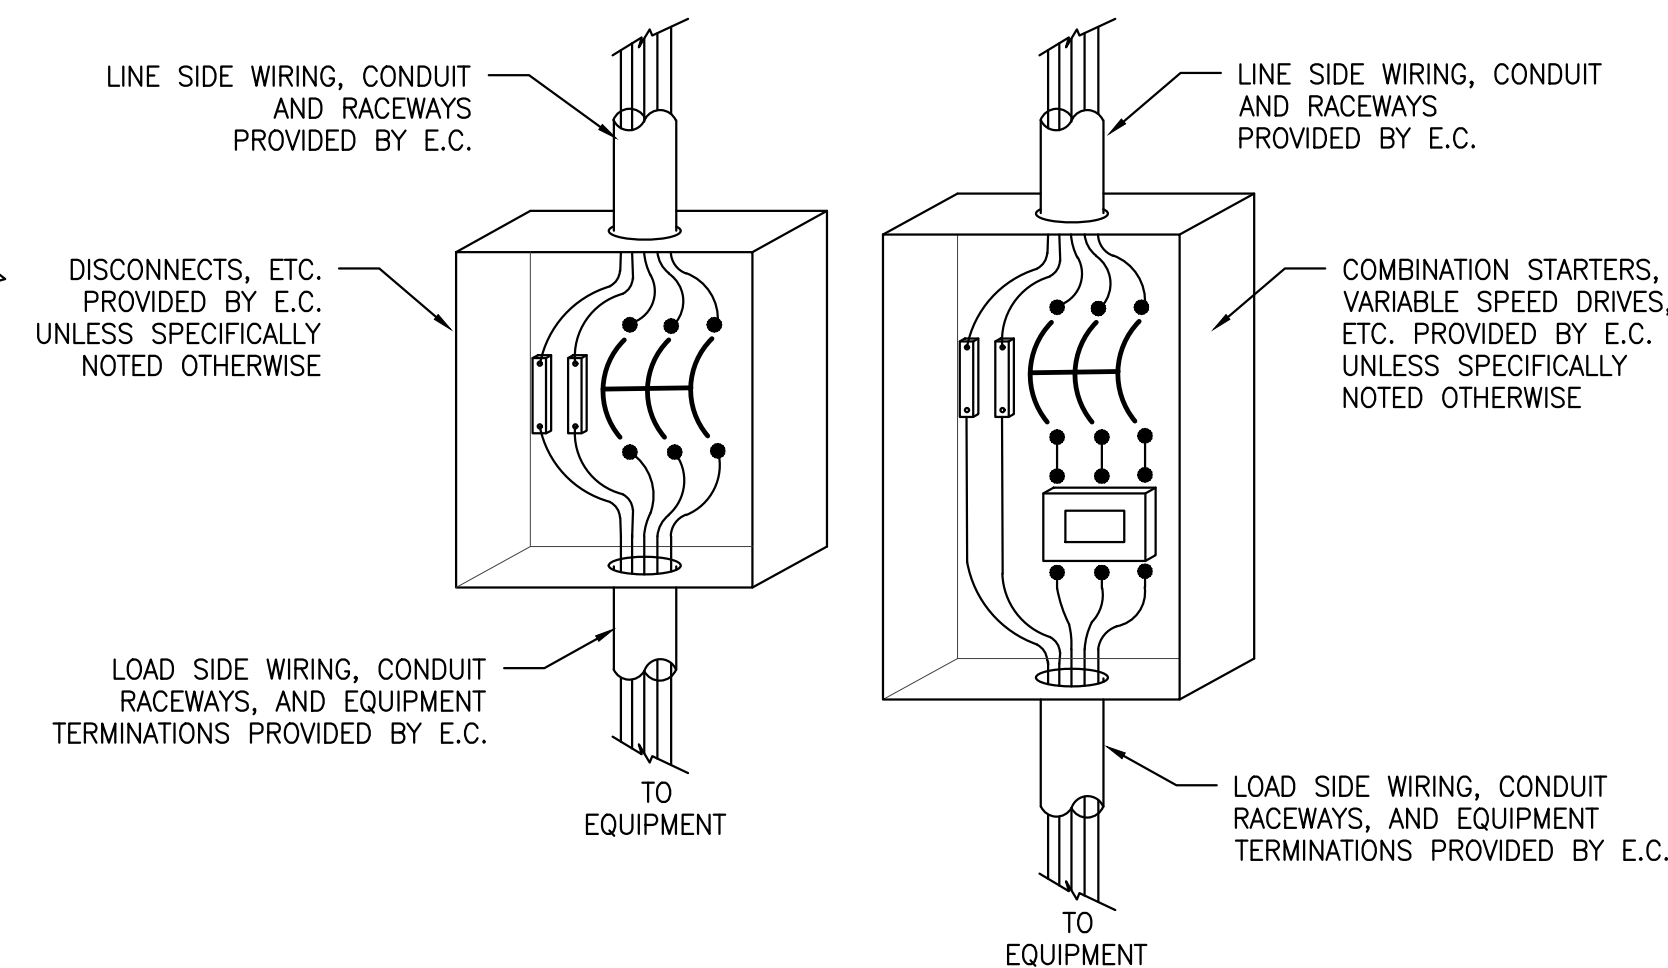 LINE SIDE WIRING, CONDUIT
AND RACEWAYS
PROVIDED BY E.C.
DISCONNECTS, ETC.
PROVIDED BY E.C.
UNLESS SPECIFICALLY
NOTED OTHERWISE
LOAD SIDE WIRING, CONDUIT
RACEWAYS, AND EQUIPMENT
TERMINATIONS PROVIDED BY E.C.
TO
EQUIPMENT
LINE SIDE WIRING, CONDUIT
AND RACEWAYS
PROVIDED BY E.C.
COMBINATION STARTERS,
VARIABLE SPEED DRIVES,
ETC. PROVIDED BY E.C.
UNLESS SPECIFICALLY
NOTED OTHERWISE
LOAD SIDE WIRING, CONDUIT
RACEWAYS, AND EQUIPMENT
TERMINATIONS PROVIDED BY E.C.
TO
EQUIPMENT